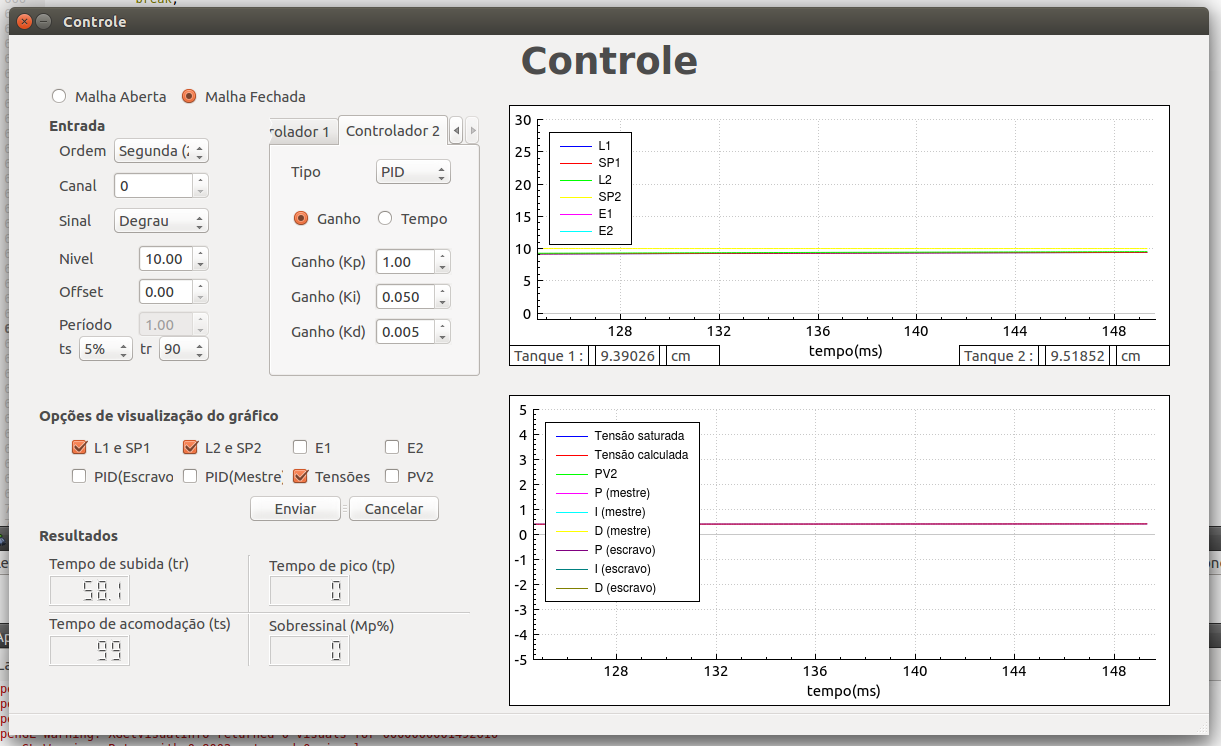 break;
Controle
Controle
Malha Aberta Malha Fechada
Entrada
Ordem Segunda (2
Canal 0
Sinal Degrau
Nivel 10.00
Offset 0.00
Período 1.00
ts 5% tr 90
rolador 1 Controlador 2
Tipo PID
Ganho Tempo
Ganho (Kp) 1.00
Ganho (Ki) 0.050
Ganho (Kd) 0.005
30
25
20
15
10
5
0
L1
SP1
L2
SP2
E1
E2
128 132 136 140 144 148
tempo(ms)
Tanque 1 : 9.39026 cm
Tanque 2 : 9.51852 cm
Opções de visualização do gráfico
L1 e SP1 L2 e SP2 E1 E2
PID(Escravo PID(Mestre) Tensões PV2
Enviar Cancelar
Resultados
Tempo de subida (tr) Tempo de pico (tp)
58.1 0
Tempo de acomodação (ts) Sobressinal (Mp%)
99 0
5
4
3
2
1
0
-1
-2
-3
-4
-5
Tensão saturada
Tensão calculada
PV2
P (mestre)
I (mestre)
D (mestre)
P (escravo)
I (escravo)
D (escravo)
128 132 136 140 144 148
tempo(ms)